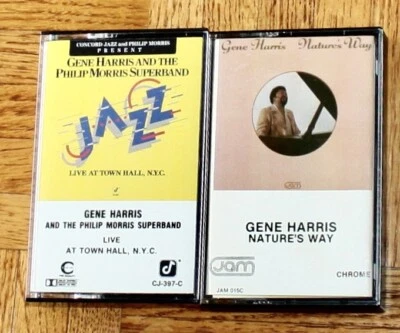 CONCORD JAZZ and PHILIP MORRIS
PRESENT
GENE HARRIS AND THE
PHILIP MORRIS SUPERBAND
JAZZ
LIVE AT TOWN HALL, N.Y.C.
GENE HARRIS
AND THE PHILIP MORRIS SUPERBAND
LIVE
AT TOWN HALL, N.Y.C.
CJ-397-C
Gene Harris Nature's Way
Jam
GENE HARRIS
NATURE'S WAY
Jam
CHROME
JAM 015C